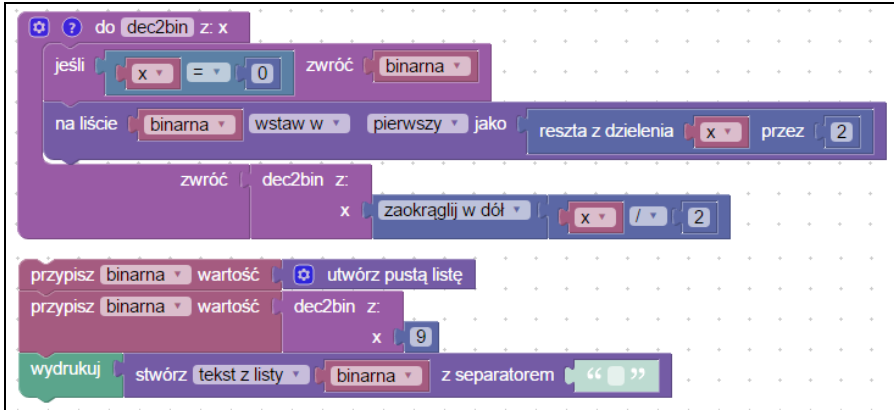 ? do dec2bin z: x
jeśli x = 0 zwróć binarna
na liście binarna wstaw w pierwszy jako reszta z dzielenia x przez 2
zwróć dec2bin z:
x zaokrąglij w dół x / 2
przypisz binarna wartość utwórz pustą listę
przypisz binarna wartość dec2bin z:
x 9
wydrukuj stwórz tekst z listy binarna z separatorem “ ”